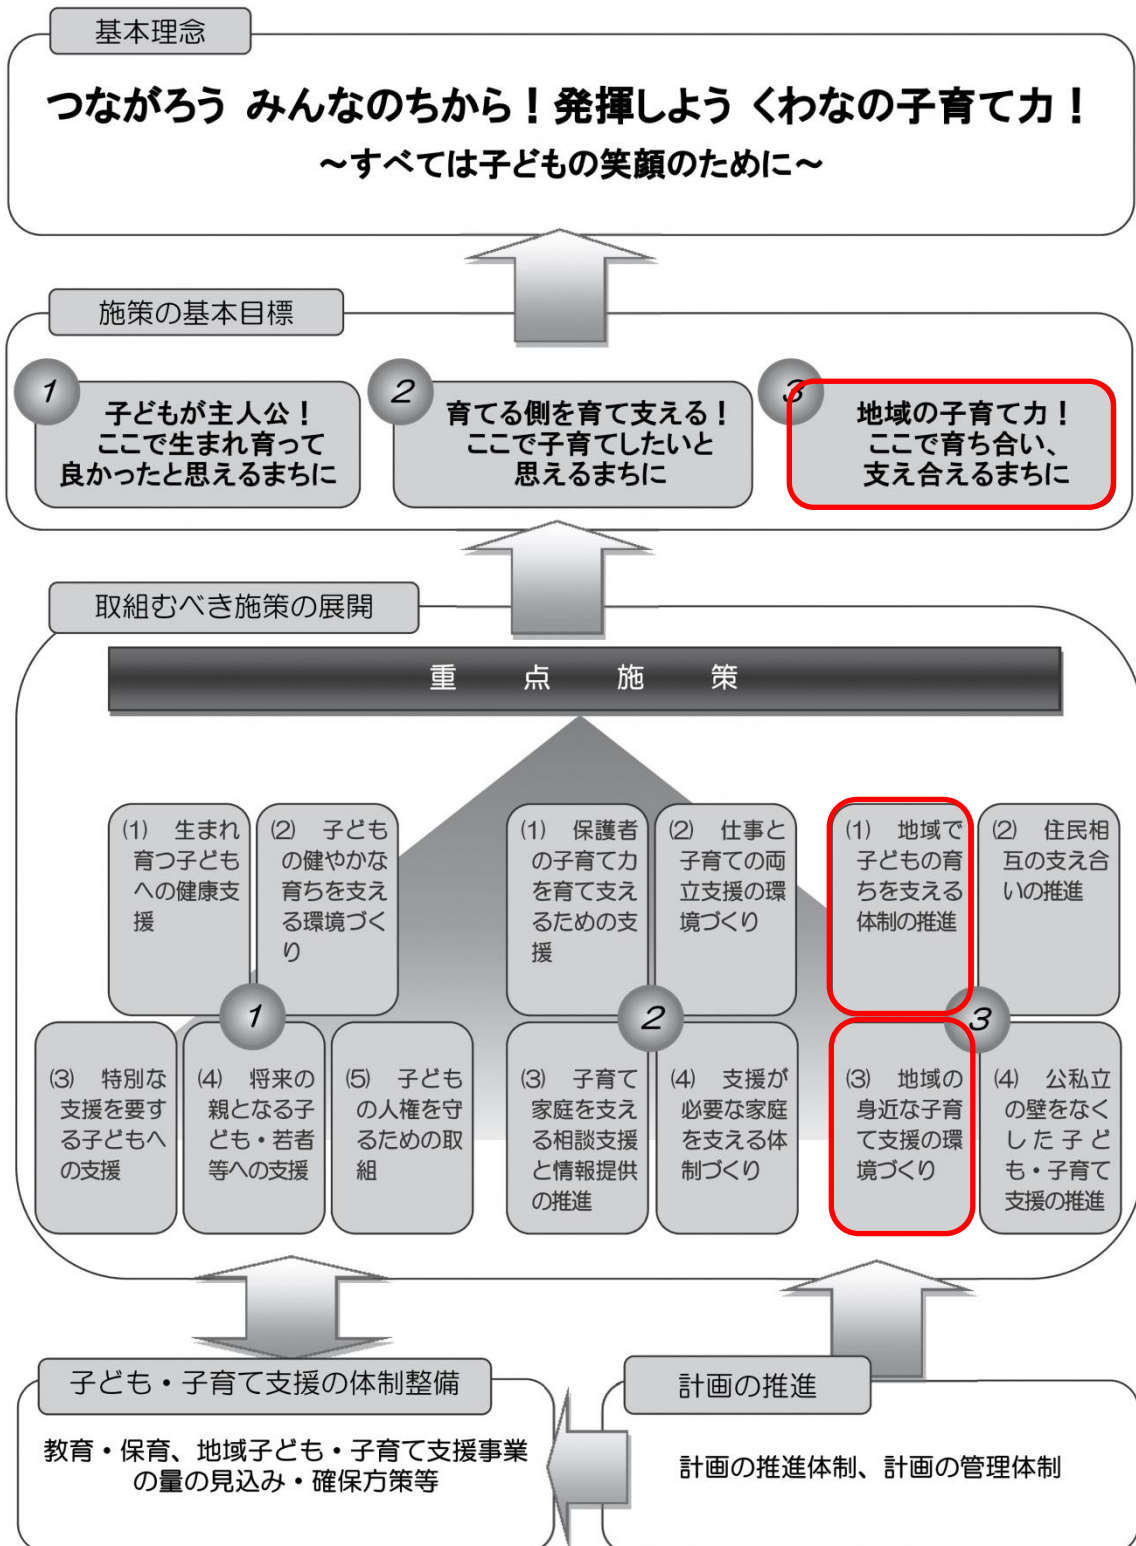 基本理念
つながろう みんなのちから！発揮しよう くわなの子育て力！
～すべては子どもの笑顔のために～
施策の基本目標
1
子どもが主人公！
ここで生まれ育って
良かったと思えるまちに
2
育てる側を育て支える！
ここで子育てしたいと
思えるまちに
3
地域の子育て力！
ここで育ち合い、
支え合えるまちに
取組むべき施策の展開
重　点　施　策
(1)　生まれ
育つ子ども
への健康支
援
(2)　子ども
の健やかな
育ちを支え
る環境づく
り
1
(3)　特別な
支援を要す
る子どもへ
の支援
(4)　将来の
親となる子
ども・若者
等への支援
(5)　子ども
の人権を守
るための取
組
(1)　保護者
の子育て力
を育て支え
るための支
援
(2)　仕事と
子育ての両
立支援の環
境づくり
2
(3)　子育て
家庭を支え
る相談支援
と情報提供
の推進
(4)　支援が
必要な家庭
を支える体
制づくり
(1)　地域で
子どもの育
ちを支える
体制の推進
(2)　住民相
互の支え合
いの推進
3
(3)　地域の
身近な子育
て支援の環
境づくり
(4)　公私立
の壁をなく
した子ど
も・子育て
支援の推進
子ども・子育て支援の体制整備
教育・保育、地域子ども・子育て支援事業
の量の見込み・確保方策等
計画の推進
計画の推進体制、計画の管理体制